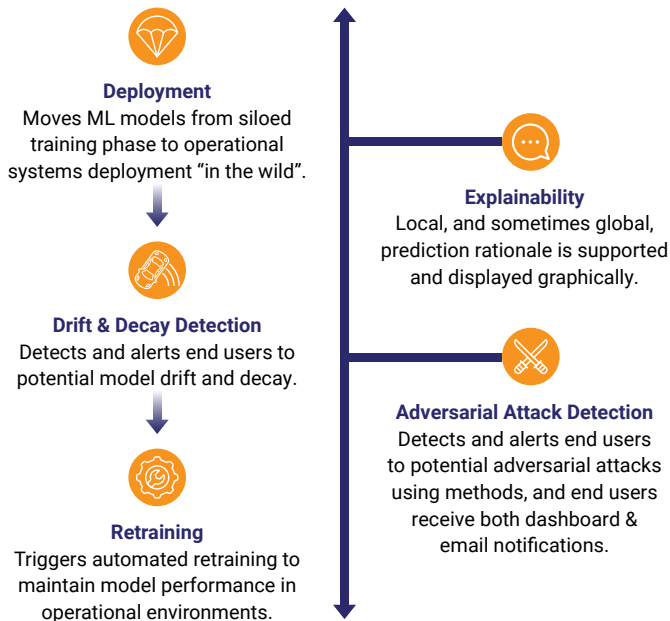 Deployment
Moves ML models from siloed
training phase to operational
systems deployment “in the wild”.
Drift & Decay Detection
Detects and alerts end users to
potential model drift and decay.
Retraining
Triggers automated retraining to
maintain model performance in
operational environments.
Explainability
Local, and sometimes global,
prediction rationale is supported
and displayed graphically.
Adversarial Attack Detection
Detects and alerts end users
to potential adversarial attacks
using methods, and end users
receive both dashboard &
email notifications.